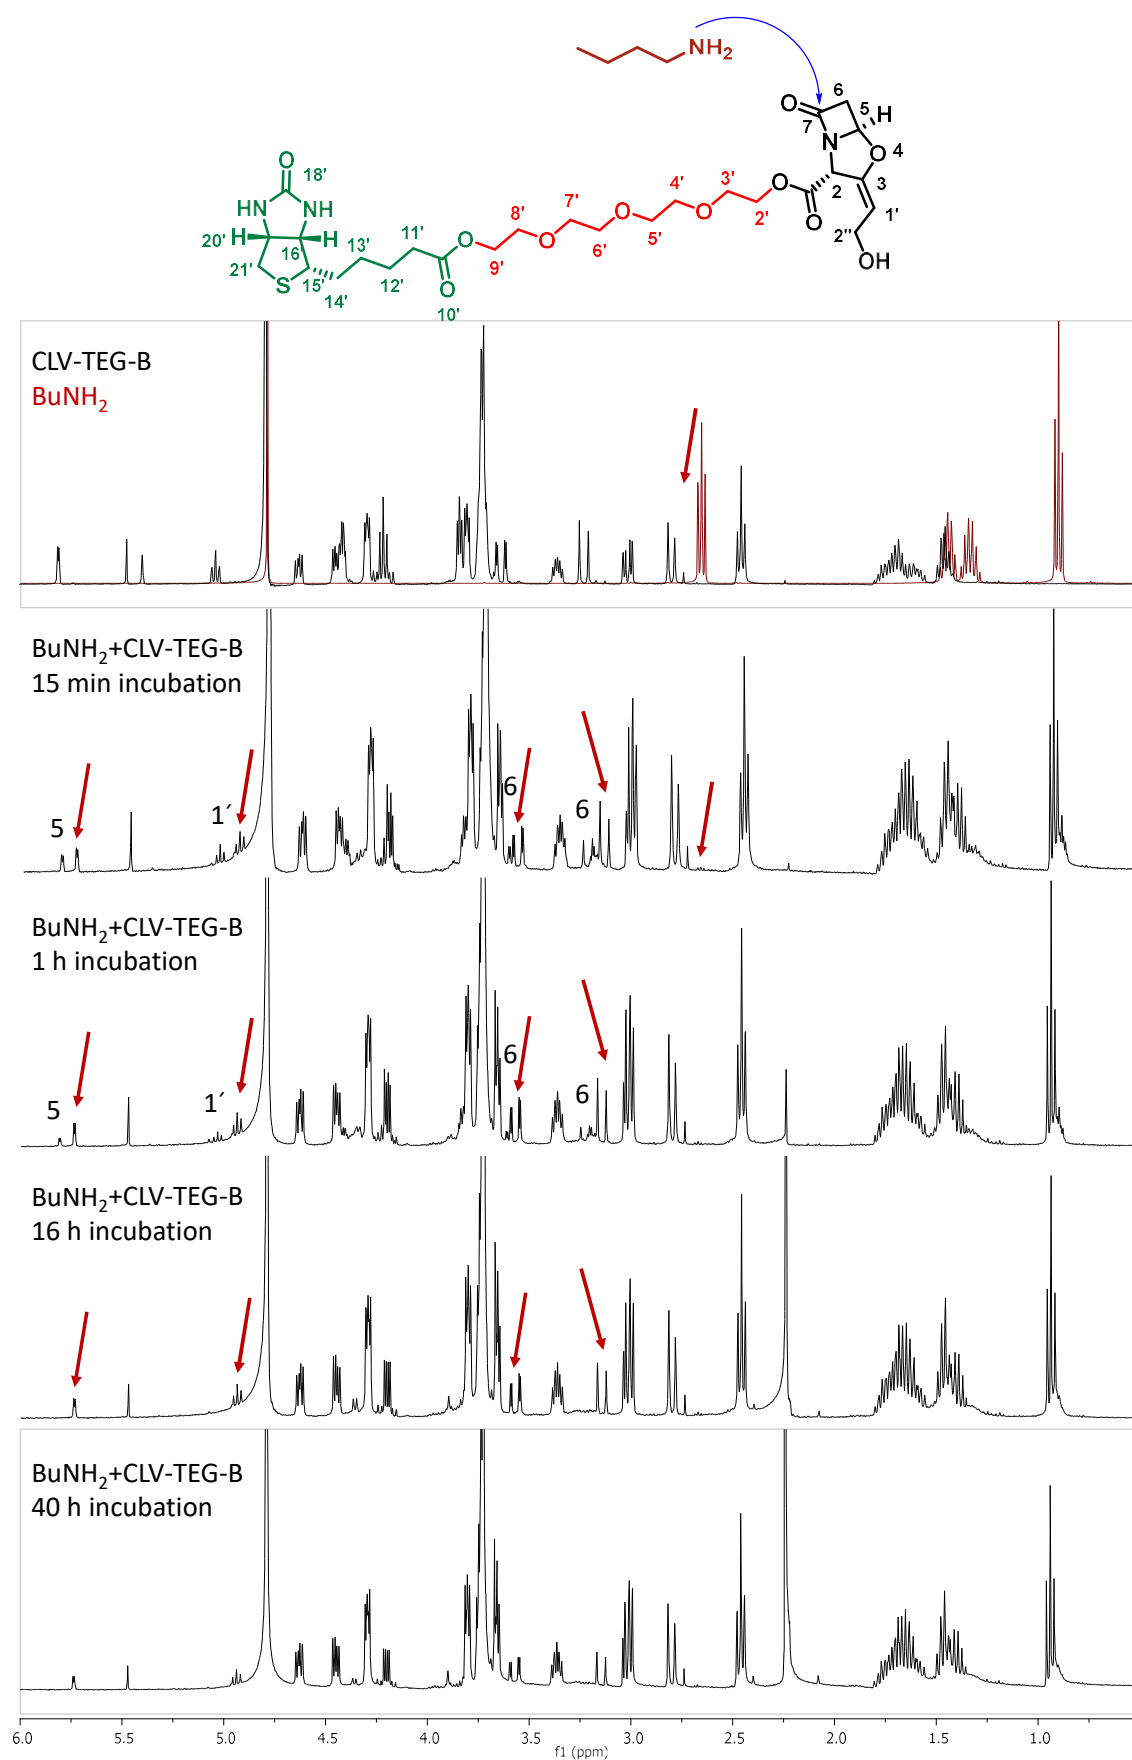 NH2
6
O
5
H
7
N
O
4
O
18'
3'
O
2
3
HN
NH
7'
4'
O
2'
O
1'
8'
O
2''
20'
H
16'
H
13'
11'
O
O
6'
5'
OH
21'
S
15'
12'
9'
14'
O
10'
CLV-TEG-B
BuNH2
BuNH2+CLV-TEG-B
15 min incubation
5
1´
6
6
BuNH2+CLV-TEG-B
1 h incubation
5
1´
6
6
BuNH2+CLV-TEG-B
16 h incubation
BuNH2+CLV-TEG-B
40 h incubation
6.0 5.5 5.0 4.5 4.0 3.5 3.0 2.5 2.0 1.5 1.0
f1 (ppm)